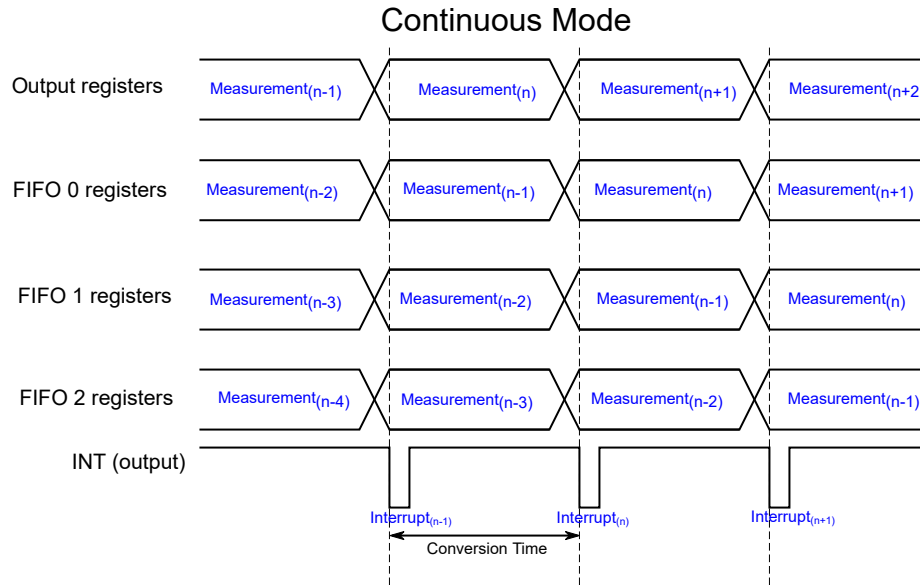 Continuous Mode
Output registers Measurement(n-1) Measurement(n) Measurement(n+1) Measurement(n+2
FIFO 0 registers Measurement(n-2) Measurement(n-1) Measurement(n) Measurement(n+1)
FIFO 1 registers Measurement(n-3) Measurement(n-2) Measurement(n-1) Measurement(n)
FIFO 2 registers Measurement(n-4) Measurement(n-3) Measurement(n-2) Measurement(n-1)
INT (output)
Interrupt(n-1) Interrupt(n) Interrupt(n+1)
Conversion Time